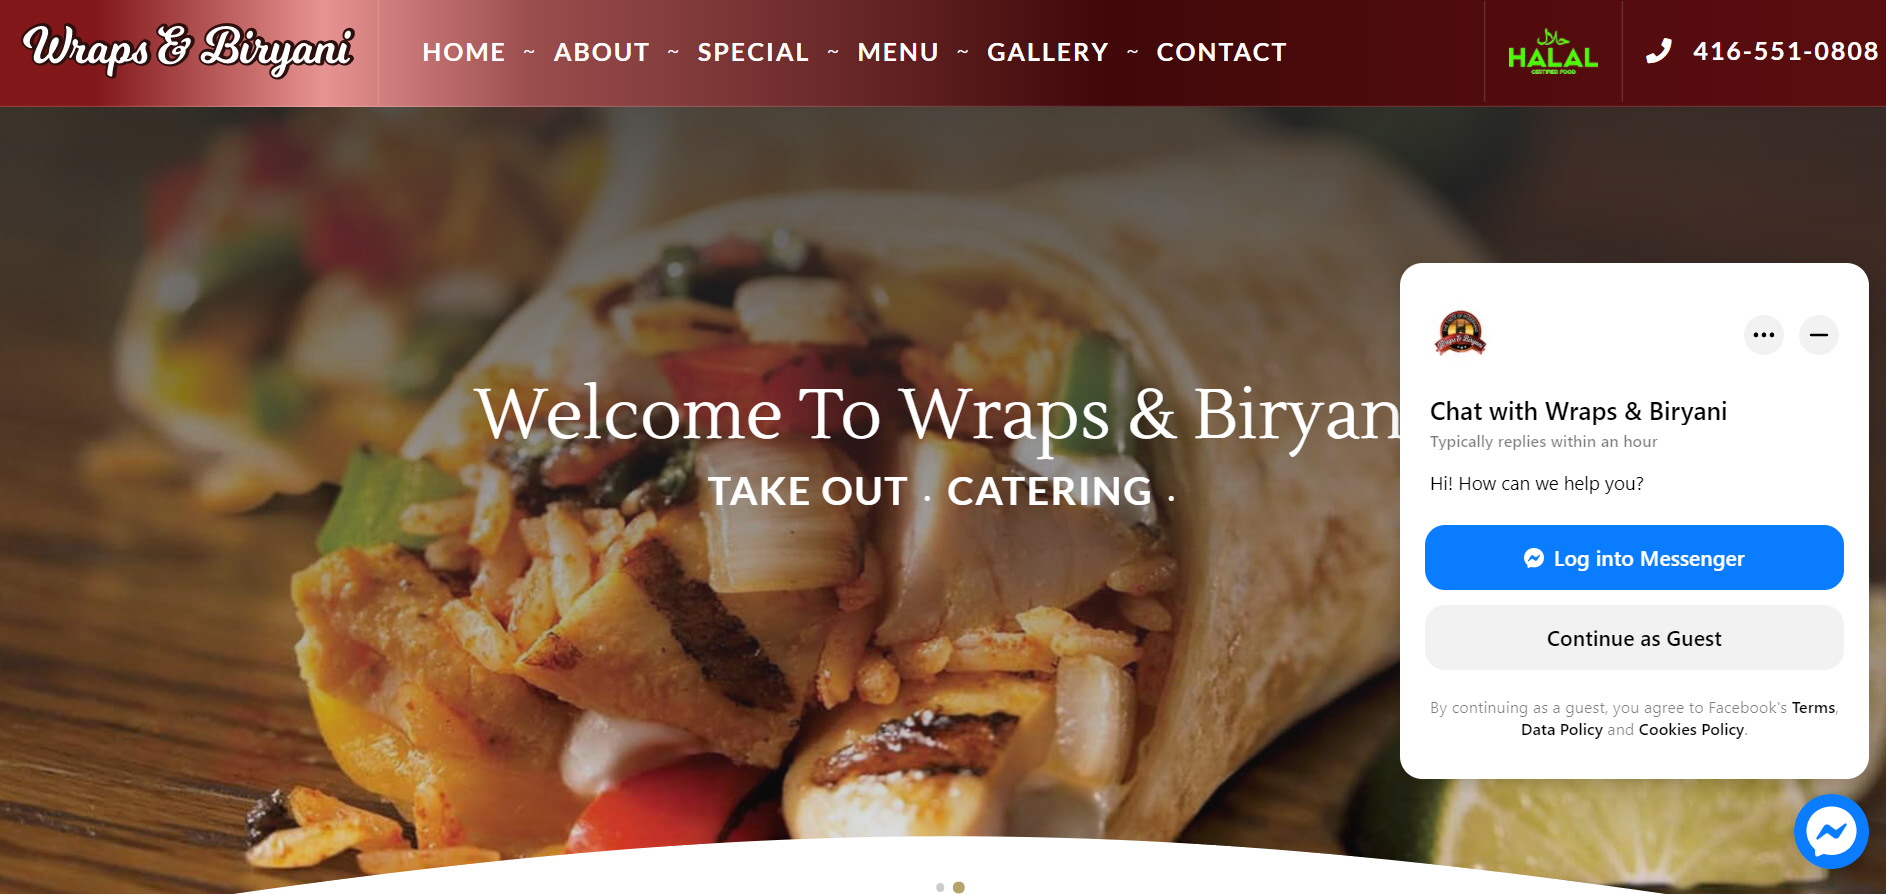 Wraps & Biryani
HOME ~ ABOUT ~ SPECIAL ~ MENU ~ GALLERY ~ CONTACT
حلال
HALAL
CERTIFIED FOOD
416-551-0808
Welcome To Wraps & Biryan
TAKE OUT . CATERING .
Wraps & Biryani
Chat with Wraps & Biryani
Typically replies within an hour
Hi! How can we help you?
Log into Messenger
Continue as Guest
By continuing as a guest, you agree to Facebook's Terms,
Data Policy and Cookies Policy.